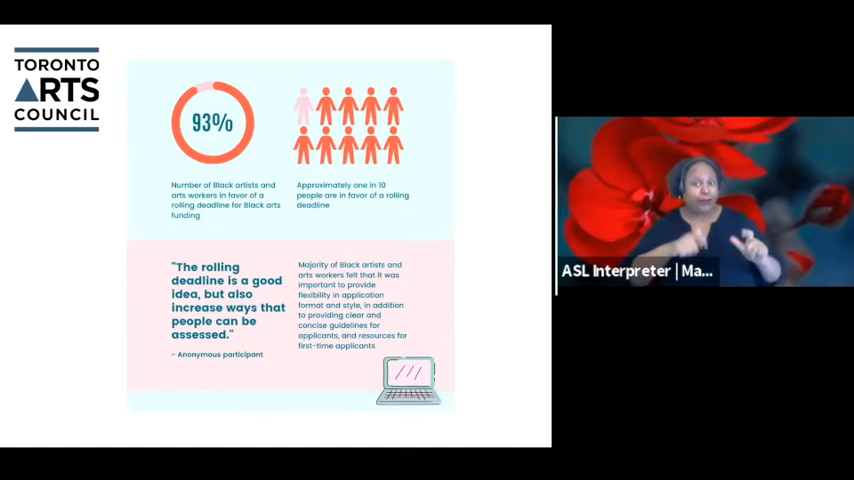 TORONTO
ARTS
COUNCIL
93%
Number of Black artists and
arts workers in favor of a
rolling deadline for Black arts
funding
Approximately one in 10
people are in favor of a rolling
deadline
"The rolling
deadline is a good
idea, but also
increase ways that
people can be
assessed."
- Anonymous participant
Majority of Black artists and
arts workers felt that it was
important to provide
flexibility in application
format and style, in addition
to providing clear and
concise guidelines for
applicants, and resources for
first-time applicants
ASL Interpreter | Ma...